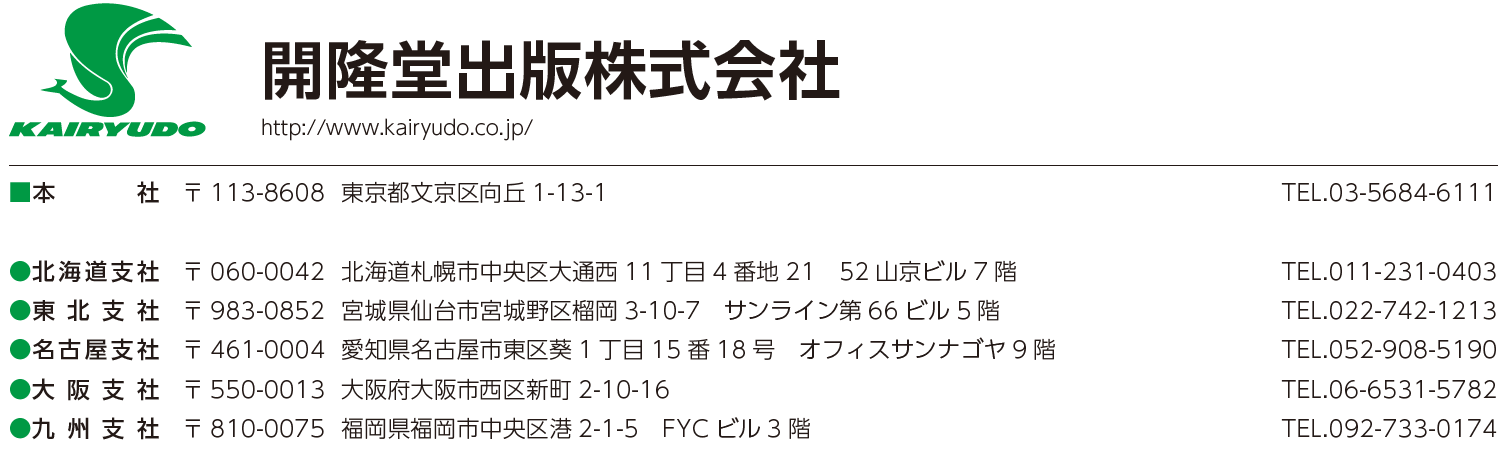 KAIRYUDO
開隆堂出版株式会社
http://www.kairyudo.co.jp/
■本社 〒113-8608 東京都文京区向丘 1-13-1 TEL.03-5684-6111
●北海道支社 〒060-0042 北海道札幌市中央区大通西 11 丁目 4 番地 21 52 山京ビル 7 階 TEL.011-231-0403
●東北支社 〒983-0852 宮城県仙台市宮城野区榴岡 3-10-7 サンライン第 66 ビル 5 階 TEL.022-742-1213
●名古屋支社 〒461-0004 愛知県名古屋市東区葵 1 丁目 15 番 18 号 オフィスサンナゴヤ 9 階 TEL.052-908-5190
●大阪支社 〒550-0013 大阪府大阪市西区新町 2-10-16 TEL.06-6531-5782
●九州支社 〒810-0075 福岡県福岡市中央区港 2-1-5 FYC ビル 3 階 TEL.092-733-0174